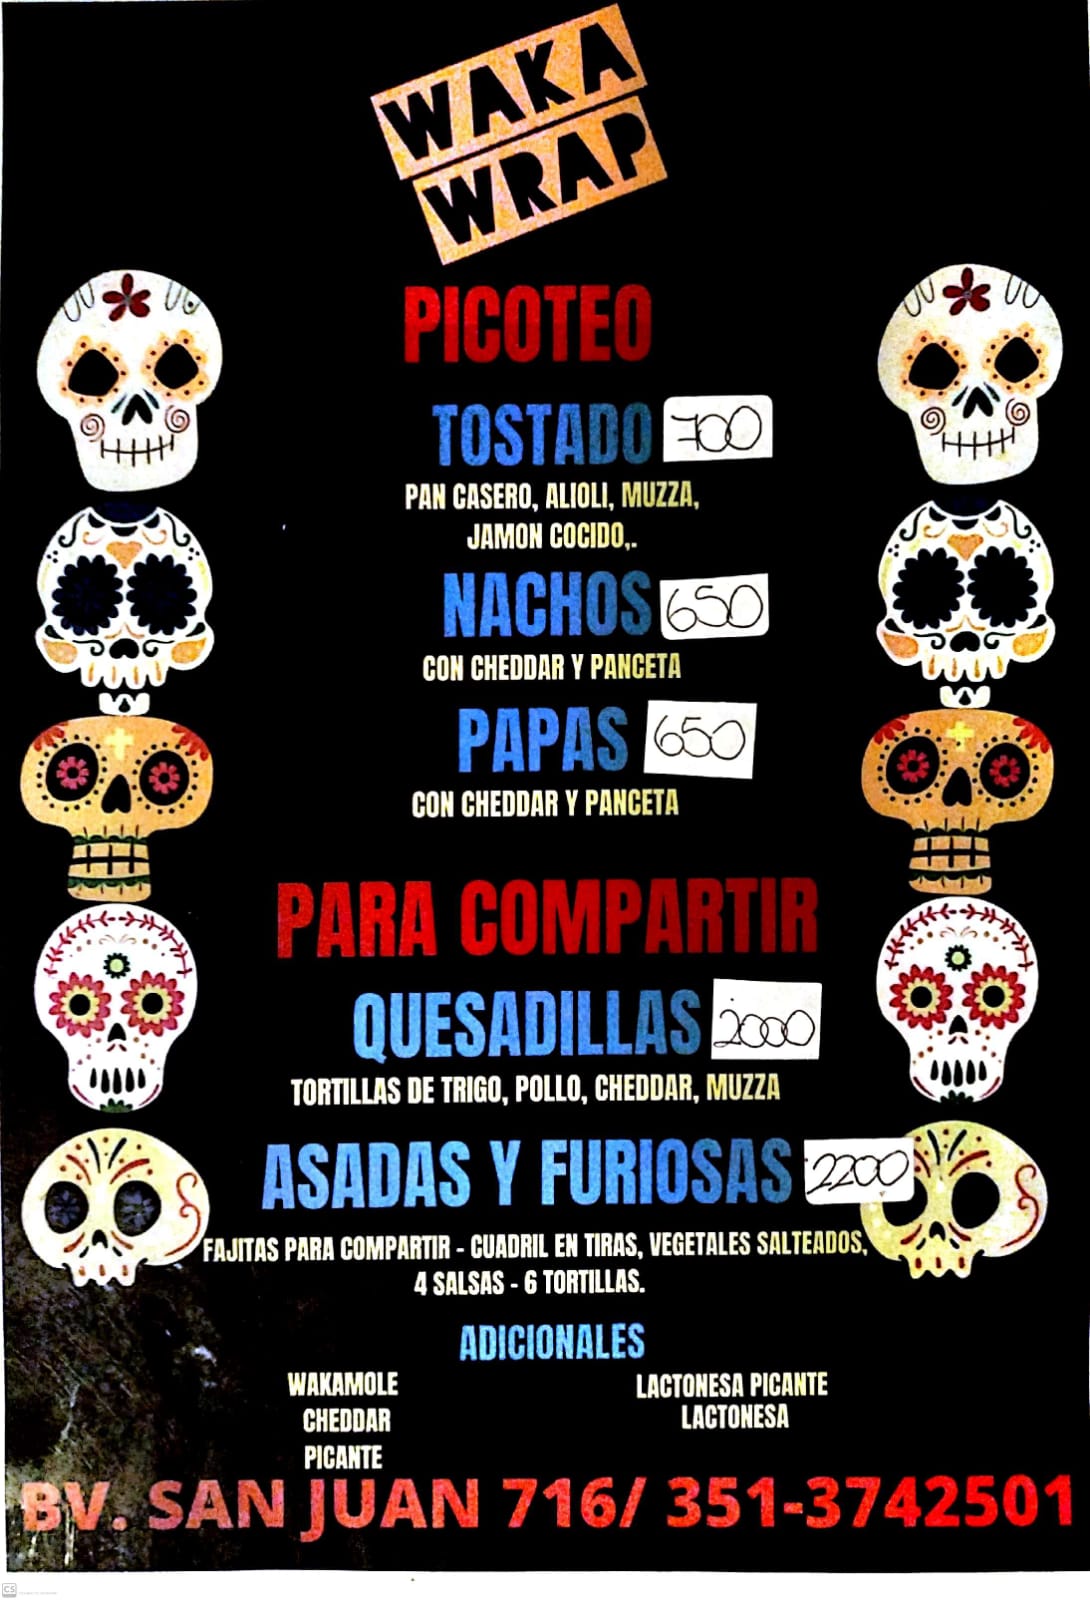 WAKA
WRAP
PICOTEO
TOSTADO 700
PAN CASERO, ALIOLI, MUZZA,
JAMON COCIDO,.
NACHOS 650
CON CHEDDAR Y PANCETA
PAPAS 650
CON CHEDDAR Y PANCETA
PARA COMPARTIR
QUESADILLAS 2000
TORTILLAS DE TRIGO, POLLO, CHEDDAR, MUZZA
ASADAS Y FURIOSAS 2200
FAJITAS PARA COMPARTIR - CUADRIL EN TIRAS, VEGETALES SALTEADOS,
4 SALSAS - 6 TORTILLAS.
ADICIONALES
WAKAMOLE
CHEDDAR
PICANTE
LACTONESA PICANTE
LACTONESA
BV. SAN JUAN 716/ 351-3742501
CS